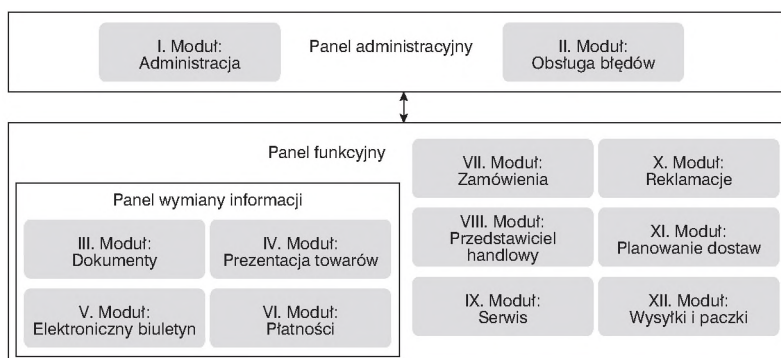 I. Moduł:
Administracja
Panel administracyjny
II. Moduł:
Obsługa błędów
Panel funkcyjny
Panel wymiany informacji
III. Moduł:
Dokumenty
IV. Moduł:
Prezentacja towarów
V. Moduł:
Elektroniczny biuletyn
VI. Moduł:
Płatności
VII. Moduł:
Zamówienia
X. Moduł:
Reklamacje
VIII. Moduł:
Przedstawiciel
handlowy
XI. Moduł:
Planowanie dostaw
IX. Moduł:
Serwis
XII. Moduł:
Wysyłki i paczki